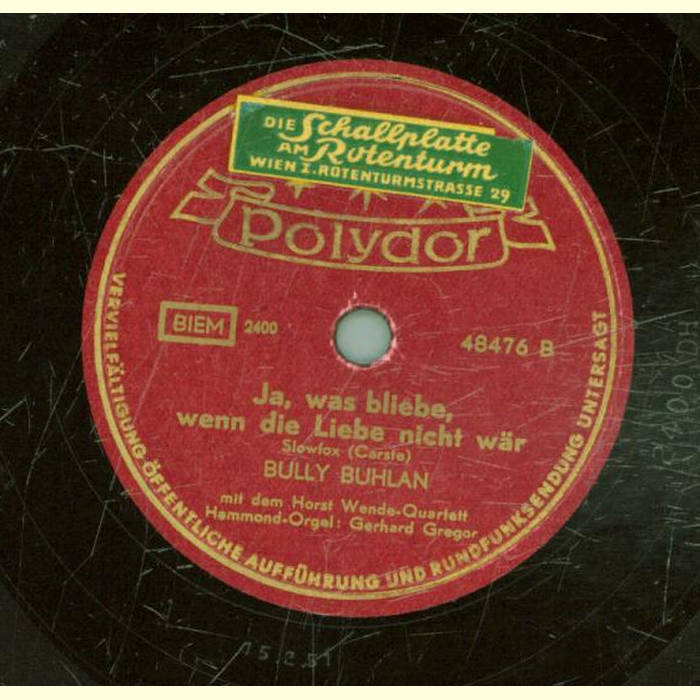 DIE Schallplatte
AM Rotenturm
WIEN I. ROTENTURMSTRASSE 29
Polydor
BIEM 2400
48476 B
Ja, was bliebe,
wenn die Liebe nicht wär
Slowfox (Carste)
BULLY BUHLAN
mit dem Horst Wende-Quartett
Hammond-Orgel: Gerhard Gregor
VERVIELFÄLTIGUNG·ÖFFENTLICHE AUFFÜHRUNG UND RUNDFUNKSENDUNG UNTERSAGT
15.2.51